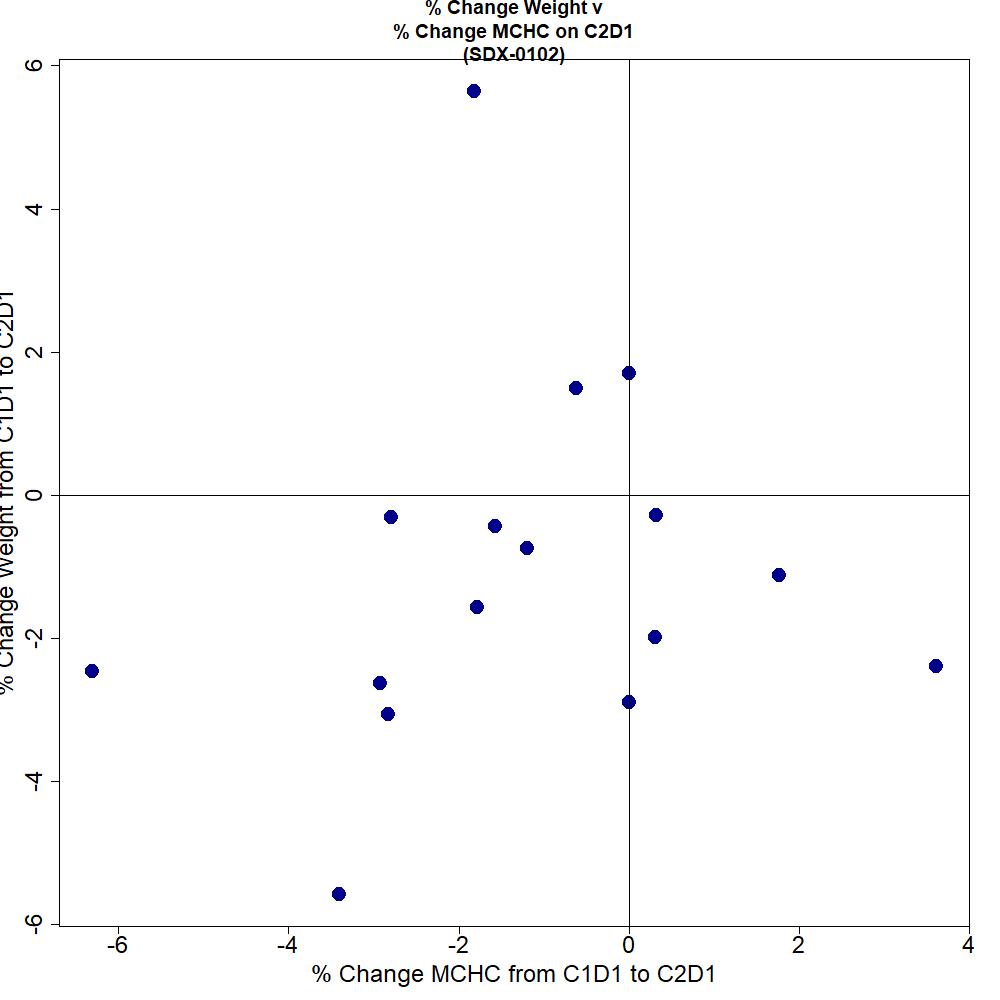 % Change Weight v
% Change MCHC on C2D1
(SDX-0102)
% Change Weight from C1D1 to C2D1
6
4
2
0
-2
-4
-6
-6
-4
-2
0
2
4
% Change MCHC from C1D1 to C2D1